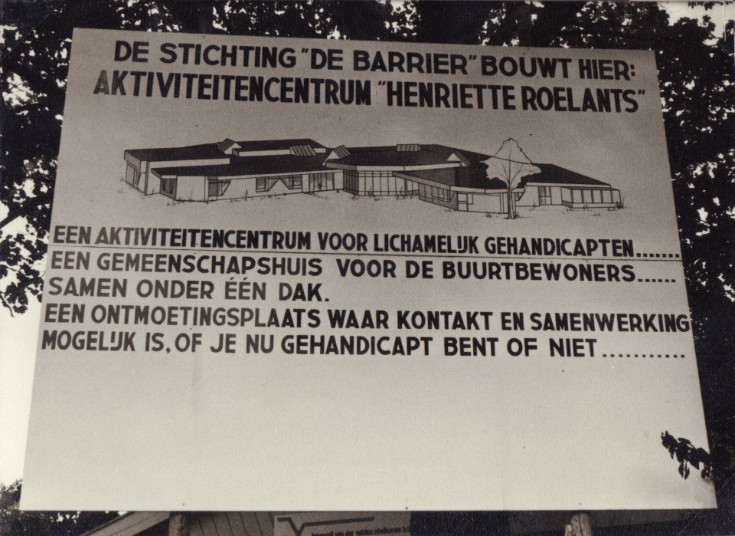 DE STICHTING "DE BARRIER" BOUWT HIER:
AKTIVITEITENCENTRUM "HENRIETTE ROELANTS"
EEN AKTIVITEITENCENTRUM VOOR LICHAMELIJK GEHANDICAPTEN.......
EEN GEMEENSCHAPSHUIS VOOR DE BUURTBEWONERS......
SAMEN ONDER ÉÉN DAK.
EEN ONTMOETINGSPLAATS WAAR KONTAKT EN SAMENWERKING
MOGELIJK IS, OF JE NU GEHANDICAPT BENT OF NIET...........